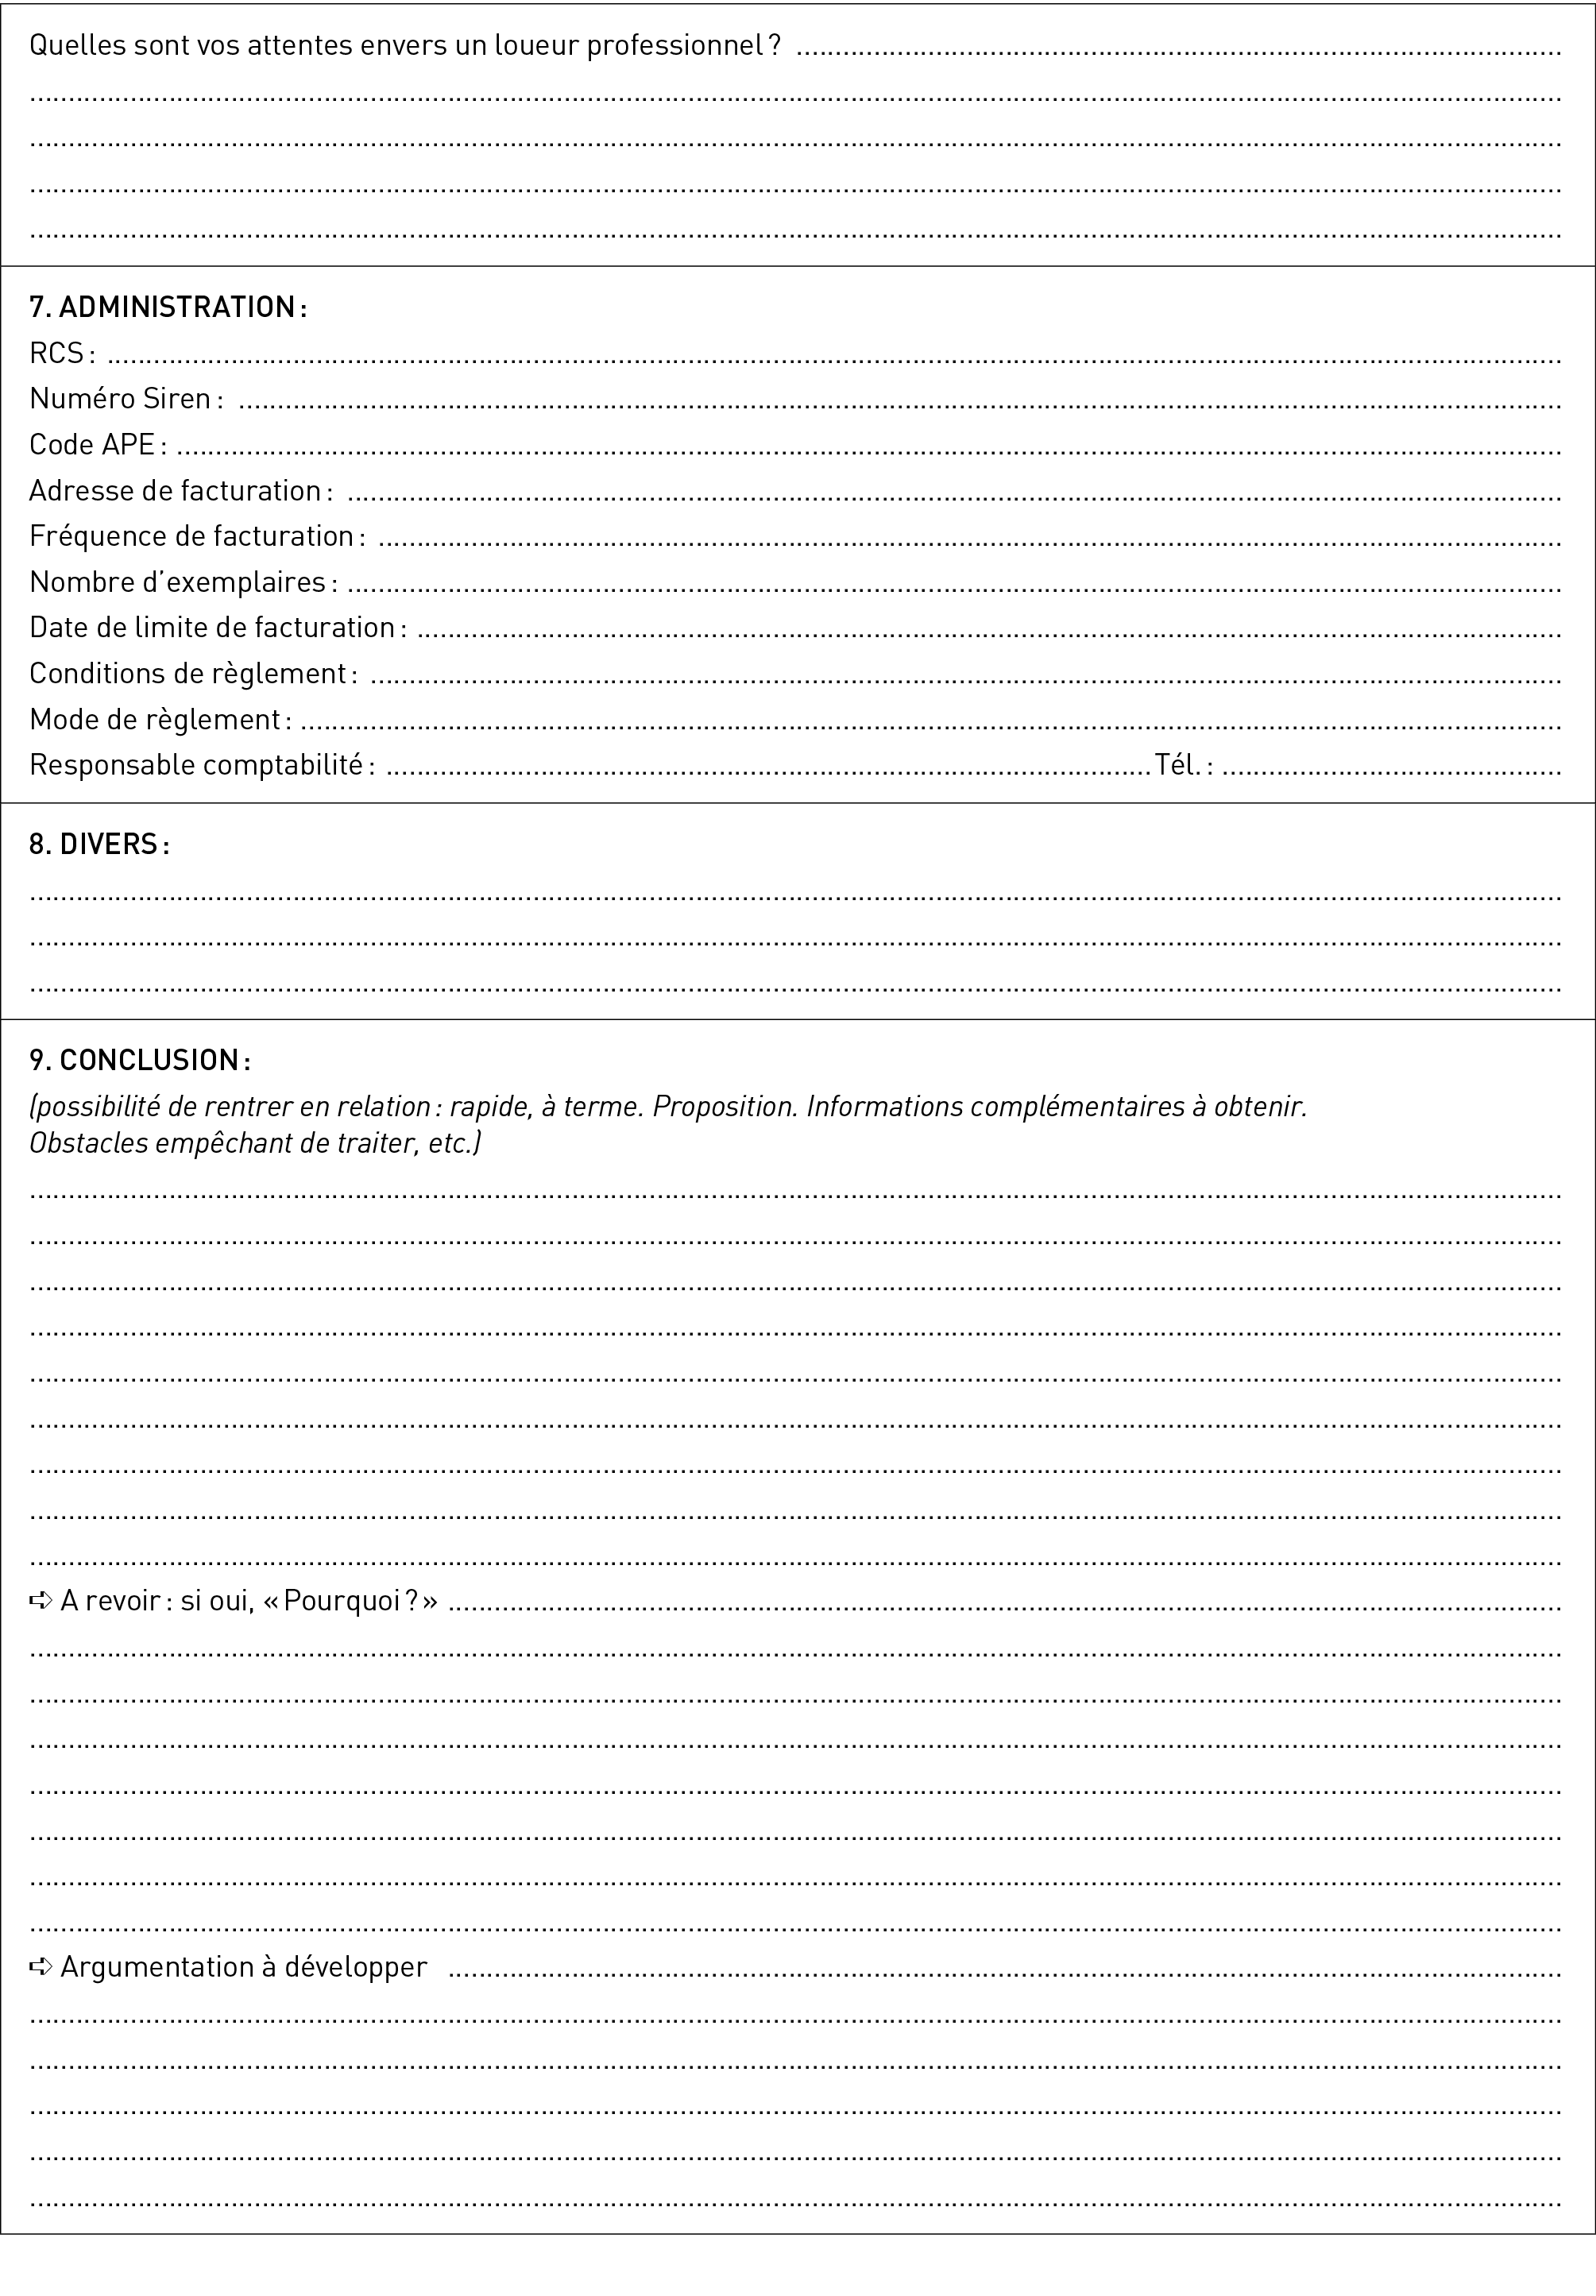 Quelles sont vos attentes envers un loueur professionnel ? ....................
....................
....................
....................
....................
7. ADMINISTRATION :
RCS : ....................
Numéro Siren : ....................
Code APE : ....................
Adresse de facturation : ....................
Fréquence de facturation : ....................
Nombre d’exemplaires : ....................
Date de limite de facturation : ....................
Conditions de règlement : ....................
Mode de règlement : ....................
Responsable comptabilité : .................... Tél. : ....................
8. DIVERS :
....................
....................
....................
9. CONCLUSION :
(possibilité de rentrer en relation : rapide, à terme. Proposition. Informations complémentaires à obtenir.
Obstacles empêchant de traiter, etc.)
....................
....................
....................
....................
....................
....................
....................
....................
....................
➪ A revoir : si oui, « Pourquoi ? » ....................
....................
....................
....................
....................
....................
....................
....................
➪ Argumentation à développer ....................
....................
....................
....................
....................
....................